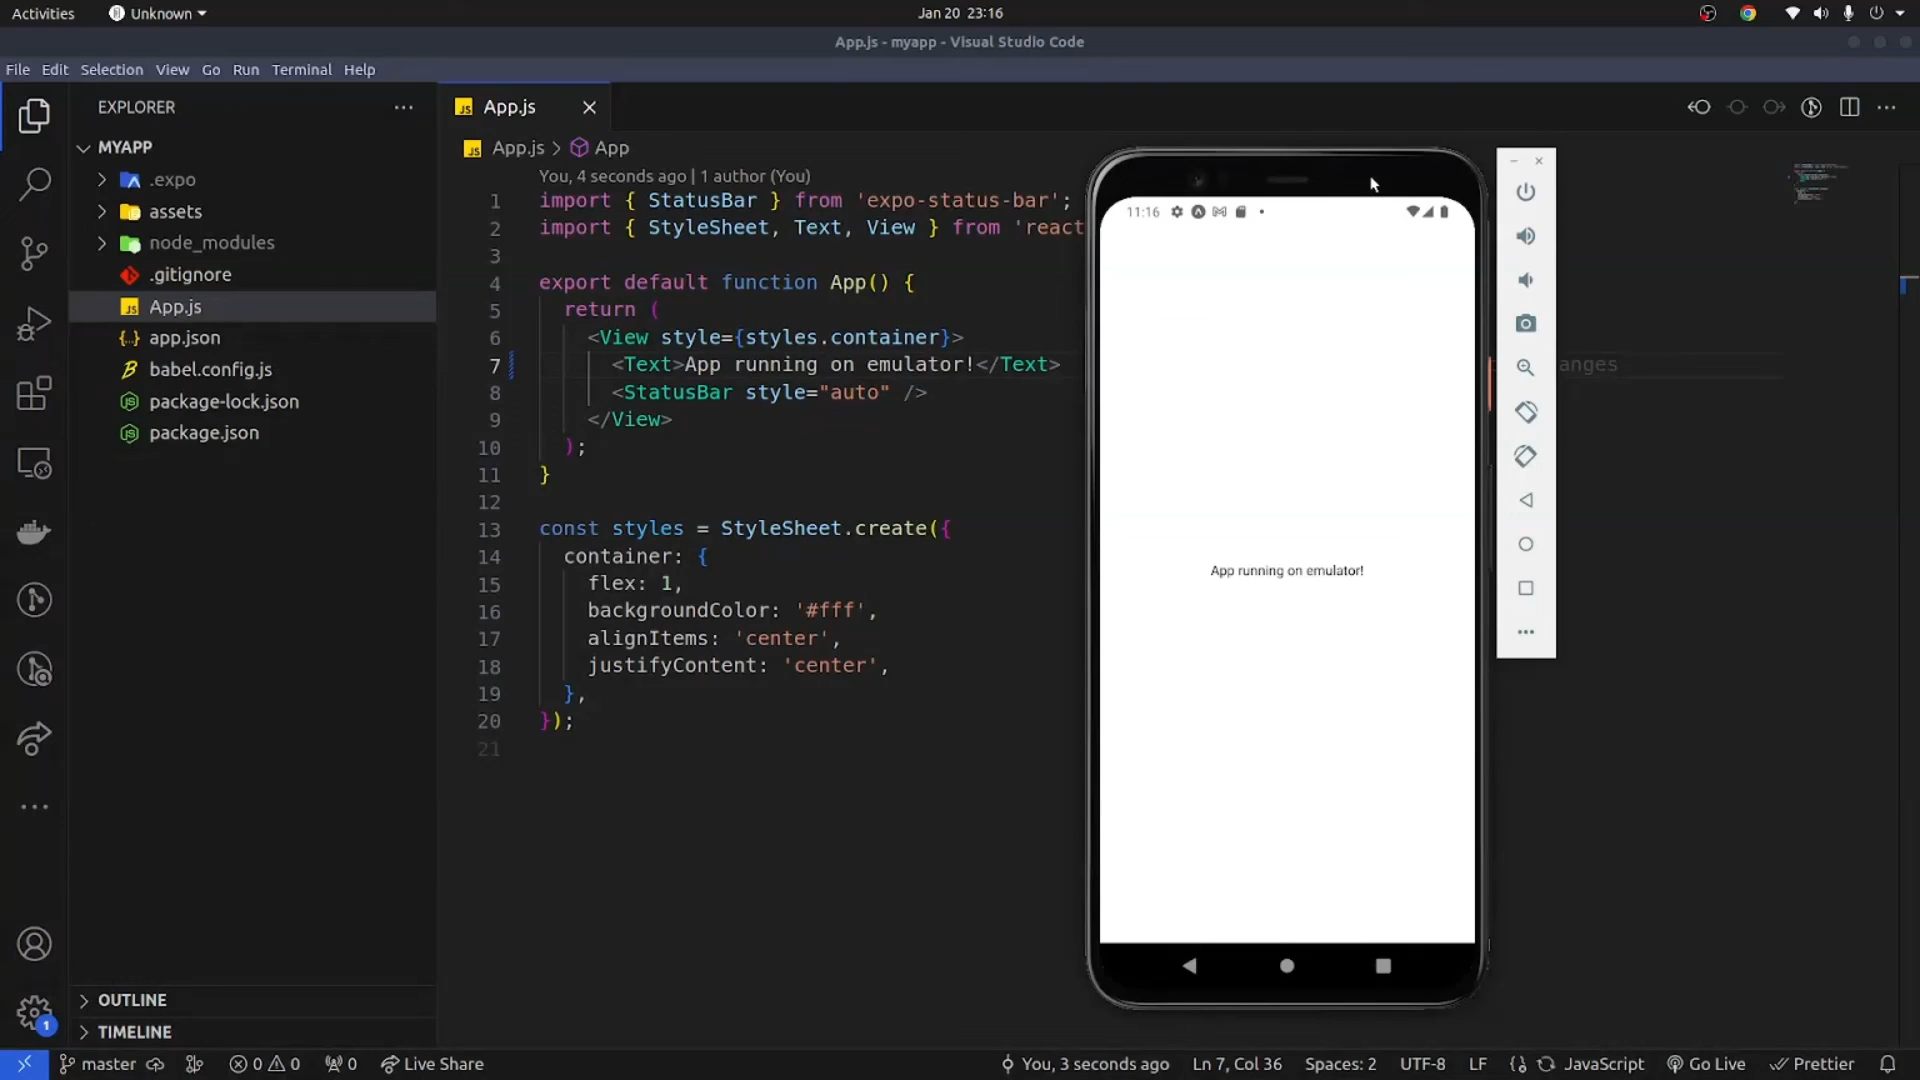 Activities
Unknown
Jan 20 23:16
App.js - myapp - Visual Studio Code
File Edit Selection View Go Run Terminal Help
EXPLORER
MYAPP
.expo
assets
node_modules
.gitignore
App.js
app.json
babel.config.js
package-lock.json
package.json
OUTLINE
TIMELINE
App.js
App.js > App
You, 4 seconds ago | 1 author (You)
1 import { StatusBar } from 'expo-status-bar';
2 import { StyleSheet, Text, View } from 'react
3
4 export default function App() {
5 return (
6 <View style={styles.container}>
7 <Text>App running on emulator!</Text>
8 <StatusBar style="auto" />
9 </View>
10 );
11 }
12
13 const styles = StyleSheet.create({
14 container: {
15 flex: 1,
16 backgroundColor: '#fff',
17 alignItems: 'center',
18 justifyContent: 'center',
19 },
20 });
21
anges
11:16
App running on emulator!
1
master
0 0
0
Live Share
You, 3 seconds ago
Ln 7, Col 36
Spaces: 2
UTF-8
LF
{} JavaScript
Go Live
Prettier